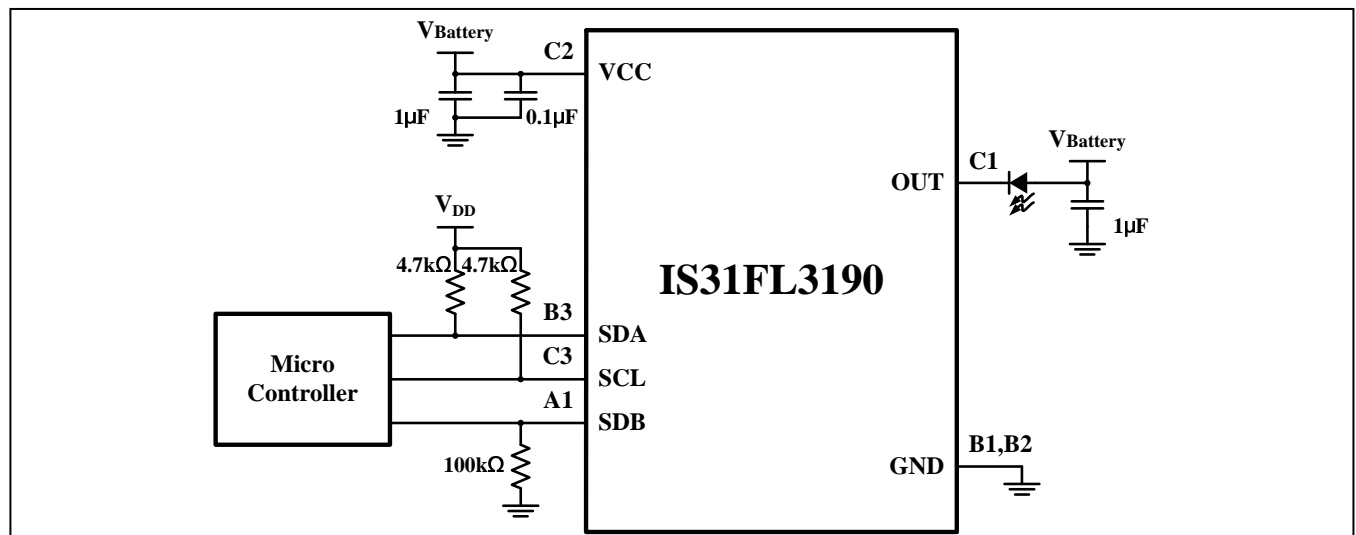 VBattery
C2
VCC
1μF
0.1μF
VBattery
C1
OUT
1μF
VDD
4.7kΩ 4.7kΩ
IS31FL3190
B3
SDA
Micro
Controller
C3
SCL
A1
SDB
100kΩ
B1,B2
GND